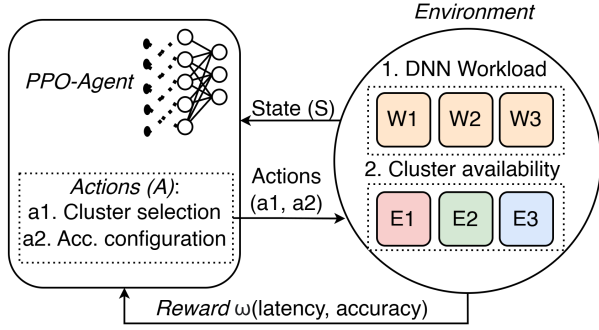 Environment
PPO-Agent
1. DNN Workload
W1 W2 W3
State (S)
2. Cluster availability
E1 E2 E3
Actions
(a1, a2)
Actions (A):
a1. Cluster selection
a2. Acc. configuration
Reward ω(latency, accuracy)